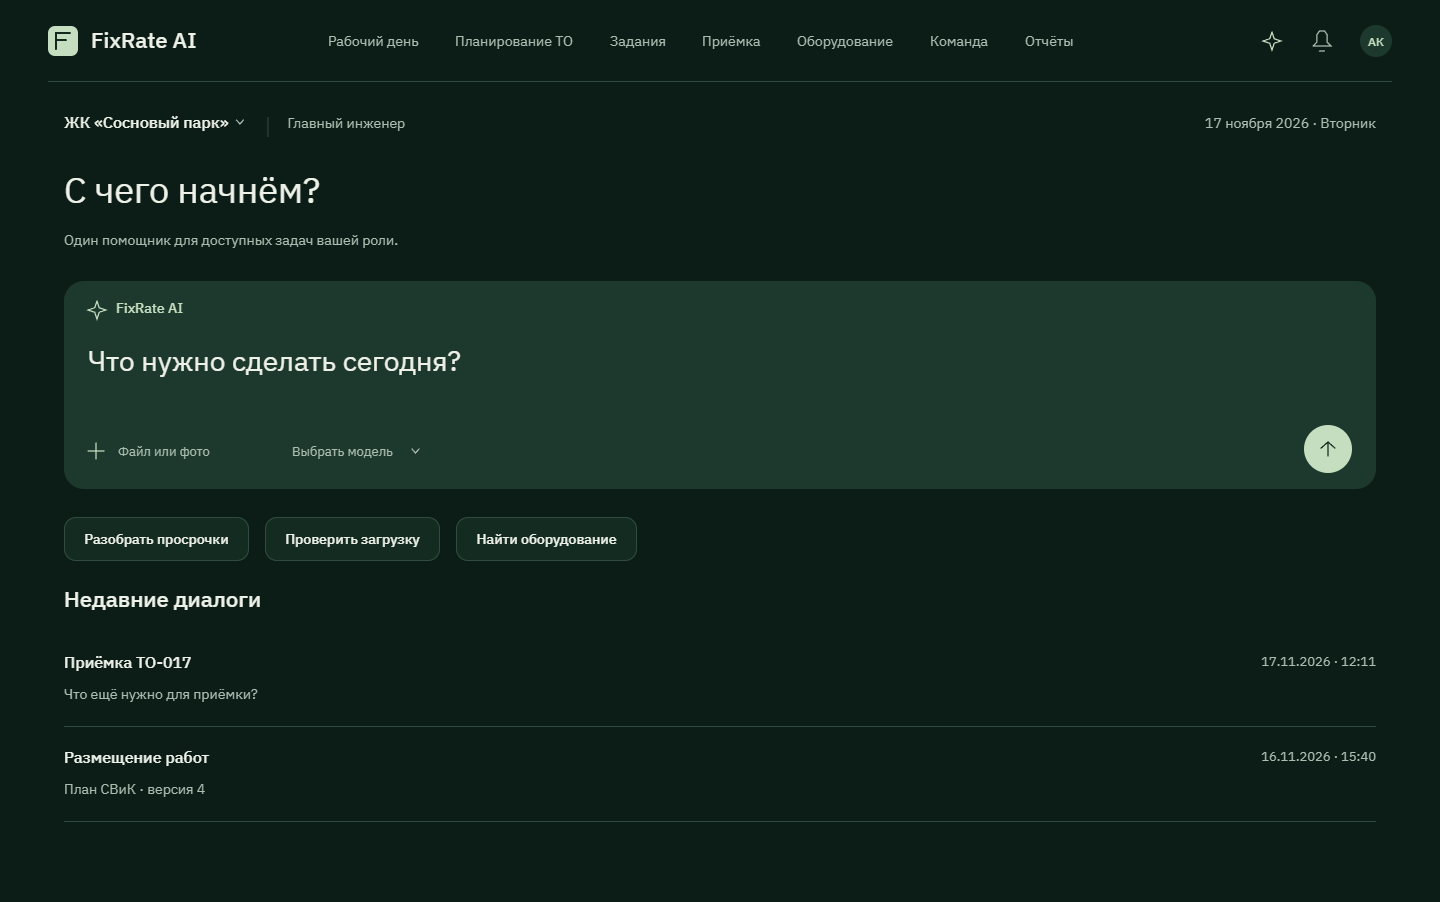 FixRate AI
Рабочий день
Планирование ТО
Задания
Приёмка
Оборудование
Команда
Отчёты
АК
ЖК «Сосновый парк»
Главный инженер
17 ноября 2026 · Вторник
С чего начнём?
Один помощник для доступных задач вашей роли.
FixRate AI
Что нужно сделать сегодня?
Файл или фото
Выбрать модель
Разобрать просрочки
Проверить загрузку
Найти оборудование
Недавние диалоги
Приёмка ТО-017
17.11.2026 · 12:11
Что ещё нужно для приёмки?
Размещение работ
16.11.2026 · 15:40
План СВиК · версия 4